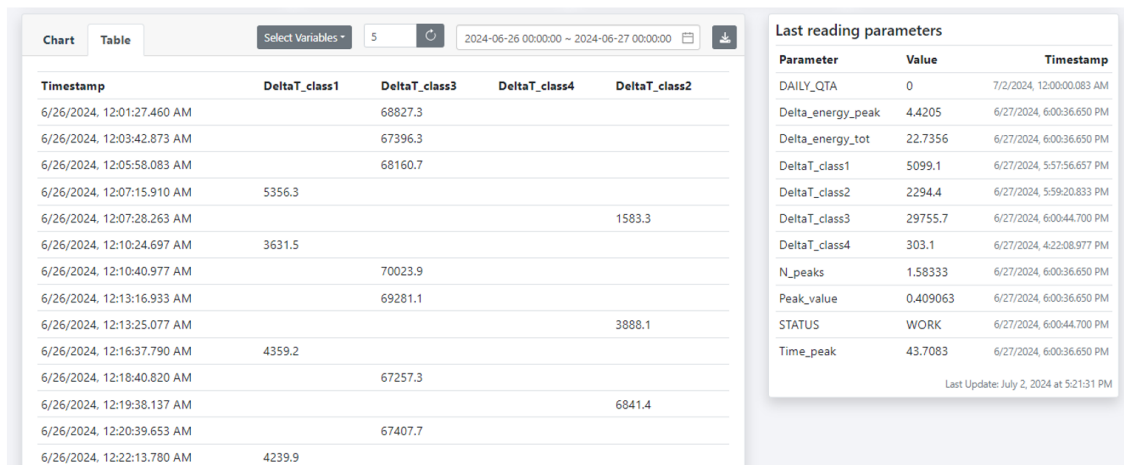 Chart Table Select Variables 5 2024-06-26 00:00:00 ~ 2024-06-27 00:00:00
Timestamp DeltaT_class1 DeltaT_class3 DeltaT_class4 DeltaT_class2
6/26/2024, 12:01:27.460 AM 68827.3
6/26/2024, 12:03:42.873 AM 67396.3
6/26/2024, 12:05:58.083 AM 68160.7
6/26/2024, 12:07:15.910 AM 5356.3
6/26/2024, 12:07:28.263 AM 1583.3
6/26/2024, 12:10:24.697 AM 3631.5
6/26/2024, 12:10:40.977 AM 70023.9
6/26/2024, 12:13:16.933 AM 69281.1
6/26/2024, 12:13:25.077 AM 3888.1
6/26/2024, 12:16:37.790 AM 4359.2
6/26/2024, 12:18:40.820 AM 67257.3
6/26/2024, 12:19:38.137 AM 6841.4
6/26/2024, 12:20:39.653 AM 67407.7
6/26/2024, 12:22:13.780 AM 4239.9
Last reading parameters
Parameter Value Timestamp
DAILY_QTA 0 7/2/2024, 12:00:00.083 AM
Delta_energy_peak 4.4205 6/27/2024, 6:00:36.650 PM
Delta_energy_tot 22.7356 6/27/2024, 6:00:36.650 PM
DeltaT_class1 5099.1 6/27/2024, 5:57:56.657 PM
DeltaT_class2 2294.4 6/27/2024, 5:59:20.833 PM
DeltaT_class3 29755.7 6/27/2024, 6:00:44.700 PM
DeltaT_class4 303.1 6/27/2024, 4:22:08.977 PM
N_peaks 1.58333 6/27/2024, 6:00:36.650 PM
Peak_value 0.409063 6/27/2024, 6:00:36.650 PM
STATUS WORK 6/27/2024, 6:00:44.700 PM
Time_peak 43.7083 6/27/2024, 6:00:36.650 PM
Last Update: July 2, 2024 at 5:21:31 PM